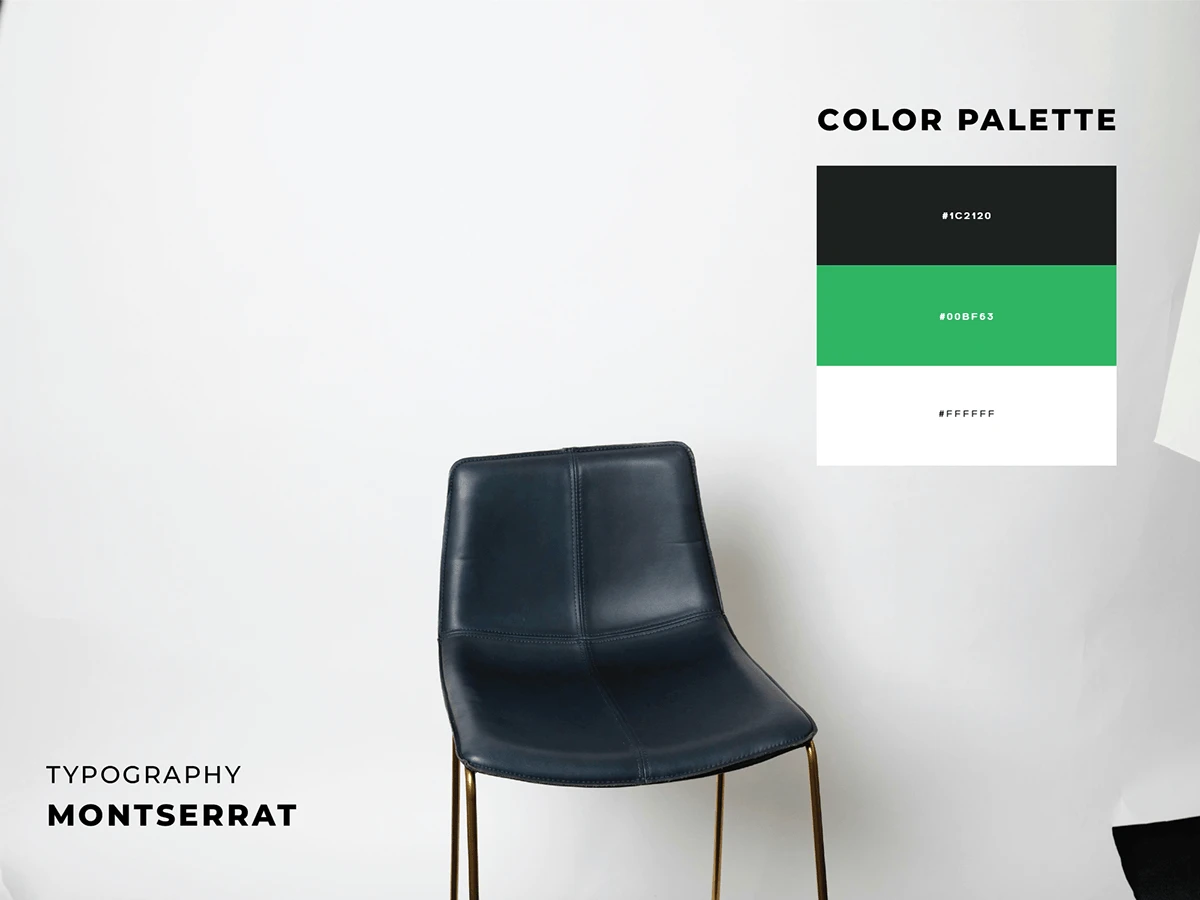 COLOR PALETTE
#1C2120
#00BF63
#FFFFFF
TYPOGRAPHY
MONTSERRAT